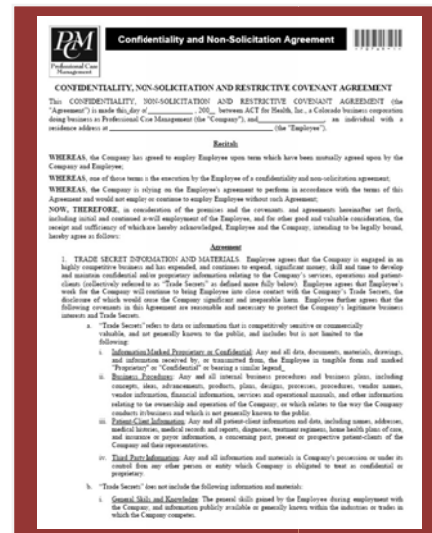 PCM
Professional Case
Management
Confidentiality and Non-Solicitation Agreement
CONFIDENTIALITY, NON-SOLICITATION AND RESTRICTIVE COVENANT AGREEMENT
This CONFIDENTIALITY, NON-SOLICITATION AND RESTRICTIVE COVENANT AGREEMENT (the
"Agreement") is made this day of____________, 200__ between ACT for Health, Inc., a Colorado business corporation
doing business as Professional Case Management (the "Company"), and________________, an individual with a
residence address at ________________________________ (the "Employee").
Recitals
WHEREAS, the Company has agreed to employ Employee upon term which have been mutually agreed upon by the
Company and Employee;
WHEREAS, one of those terms is the execution by the Employee of a confidentiality and non-solicitation agreement;
WHEREAS, the Company is relying on the Employee's agreement to perform in accordance with the terms of this
Agreement and would not employ or continue to employ Employee without such Agreement;
NOW, THEREFORE, in consideration of the premises and the covenants and agreements hereinafter set forth,
including initial and continued at-will employment of the Employee, and for other good and valuable consideration, the
receipt and sufficiency of which are hereby acknowledged, Employee and the Company, intending to be legally bound,
hereby agree as follows:
Agreement
1. TRADE SECRET INFORMATION AND MATERIALS. Employee agrees that the Company is engaged in an
highly competitive business and has expended, and continues to expend, significant money, skill and time to develop
and maintain confidential and/or proprietary information relating to the Company's services, operations and patient-
clients (collectively referred to as "Trade Secrets" as defined more fully below). Employee agrees that Employee's
work for the Company will continue to bring Employee into close contact with the Company's Trade Secrets, the
disclosure of which would cause the Company significant and irreparable harm. Employee further agrees that the
following covenants in this Agreement are reasonable and necessary to protect the Company's legitimate business
interests and Trade Secrets.
a. "Trade Secrets" refers to data or information that is competitively sensitive or commercially
valuable, and not generally known to the public, and includes but is not limited to the
following:
i. Information Marked Proprietary or Confidential: Any and all data, documents, materials, drawings,
and information received by, or transmitted from, the Employee in tangible form and marked
"Proprietary" or "Confidential" or bearing a similar legend.
ii. Business Procedures: Any and all internal business procedures and business plans, including
concepts, ideas, advancements, products, plans, designs, processes, procedures, vendor names,
vendor information, financial information, services and operational manuals, and other information
relating to the ownership and operation of the Company, or which relates to the way the Company
conducts its business and which is not generally known to the public.
iii. Patient-Client Information: Any and all patient-client information and data, including names, addresses,
medical histories, medical records and reports, diagnoses, treatment regimens, home health plans of care,
and insurance or payor information, a concerning past, present or prospective patient-clients of the
Company and their representatives.
iv. Third Party Information: Any and all information and materials in Company's possession or under its
control from any other person or entity which Company is obligated to treat as confidential or
proprietary.
b. "Trade Secrets" does not include the following information and materials:
i. General Skills and Knowledge: The general skills gained by the Employee during employment with
the Company, and information publicly available or generally known within the industries or trades in
which the Company competes.